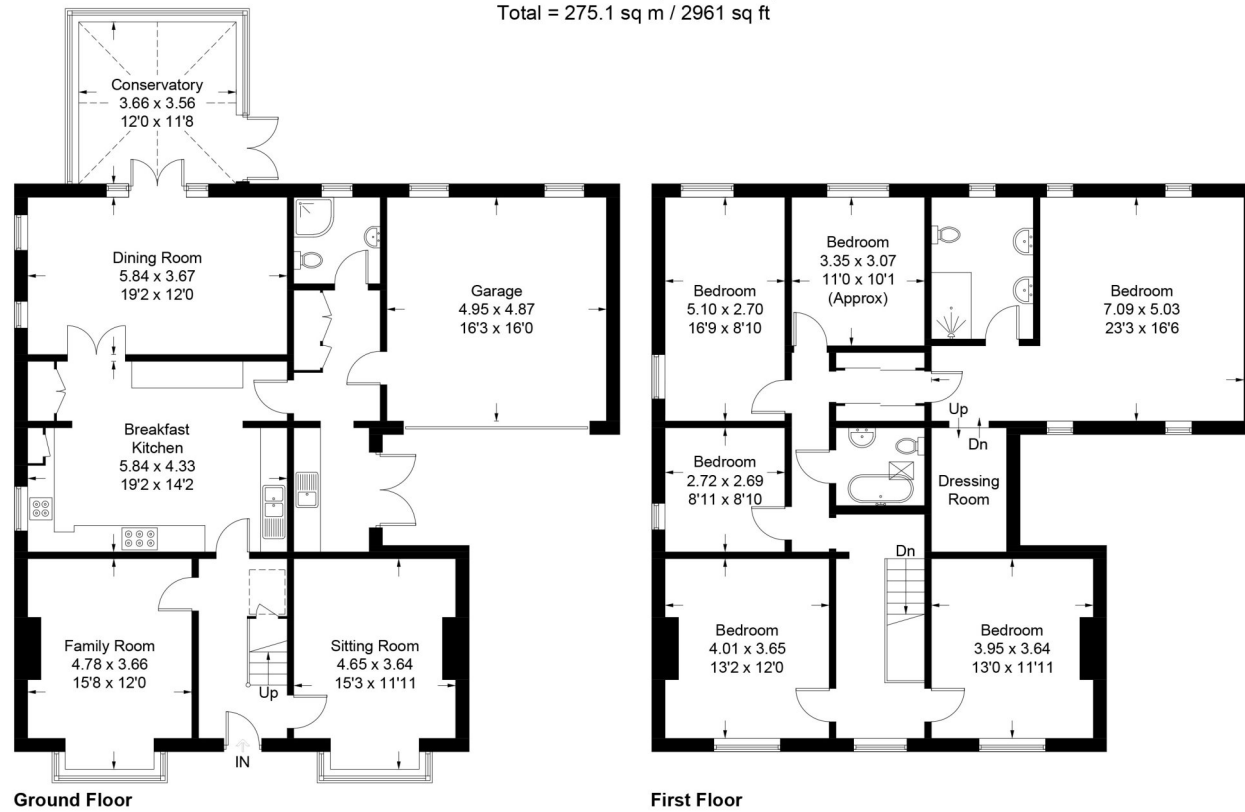 Total = 275.1 sq m / 2961 sq ft
Conservatory
3.66 x 3.56
12'0 x 11'8
Dining Room
5.84 x 3.67
19'2 x 12'0
Garage
4.95 x 4.87
16'3 x 16'0
Breakfast
Kitchen
5.84 x 4.33
19'2 x 14'2
Family Room
4.78 x 3.66
15'8 x 12'0
Up
Sitting Room
4.65 x 3.64
15'3 x 11'11
IN
Ground Floor
Bedroom
5.10 x 2.70
16'9 x 8'10
Bedroom
3.35 x 3.07
11'0 x 10'1
(Approx)
Bedroom
7.09 x 5.03
23'3 x 16'6
Up
Dn
Bedroom
2.72 x 2.69
8'11 x 8'10
Dressing
Room
Dn
Bedroom
4.01 x 3.65
13'2 x 12'0
Bedroom
3.95 x 3.64
13'0 x 11'11
First Floor